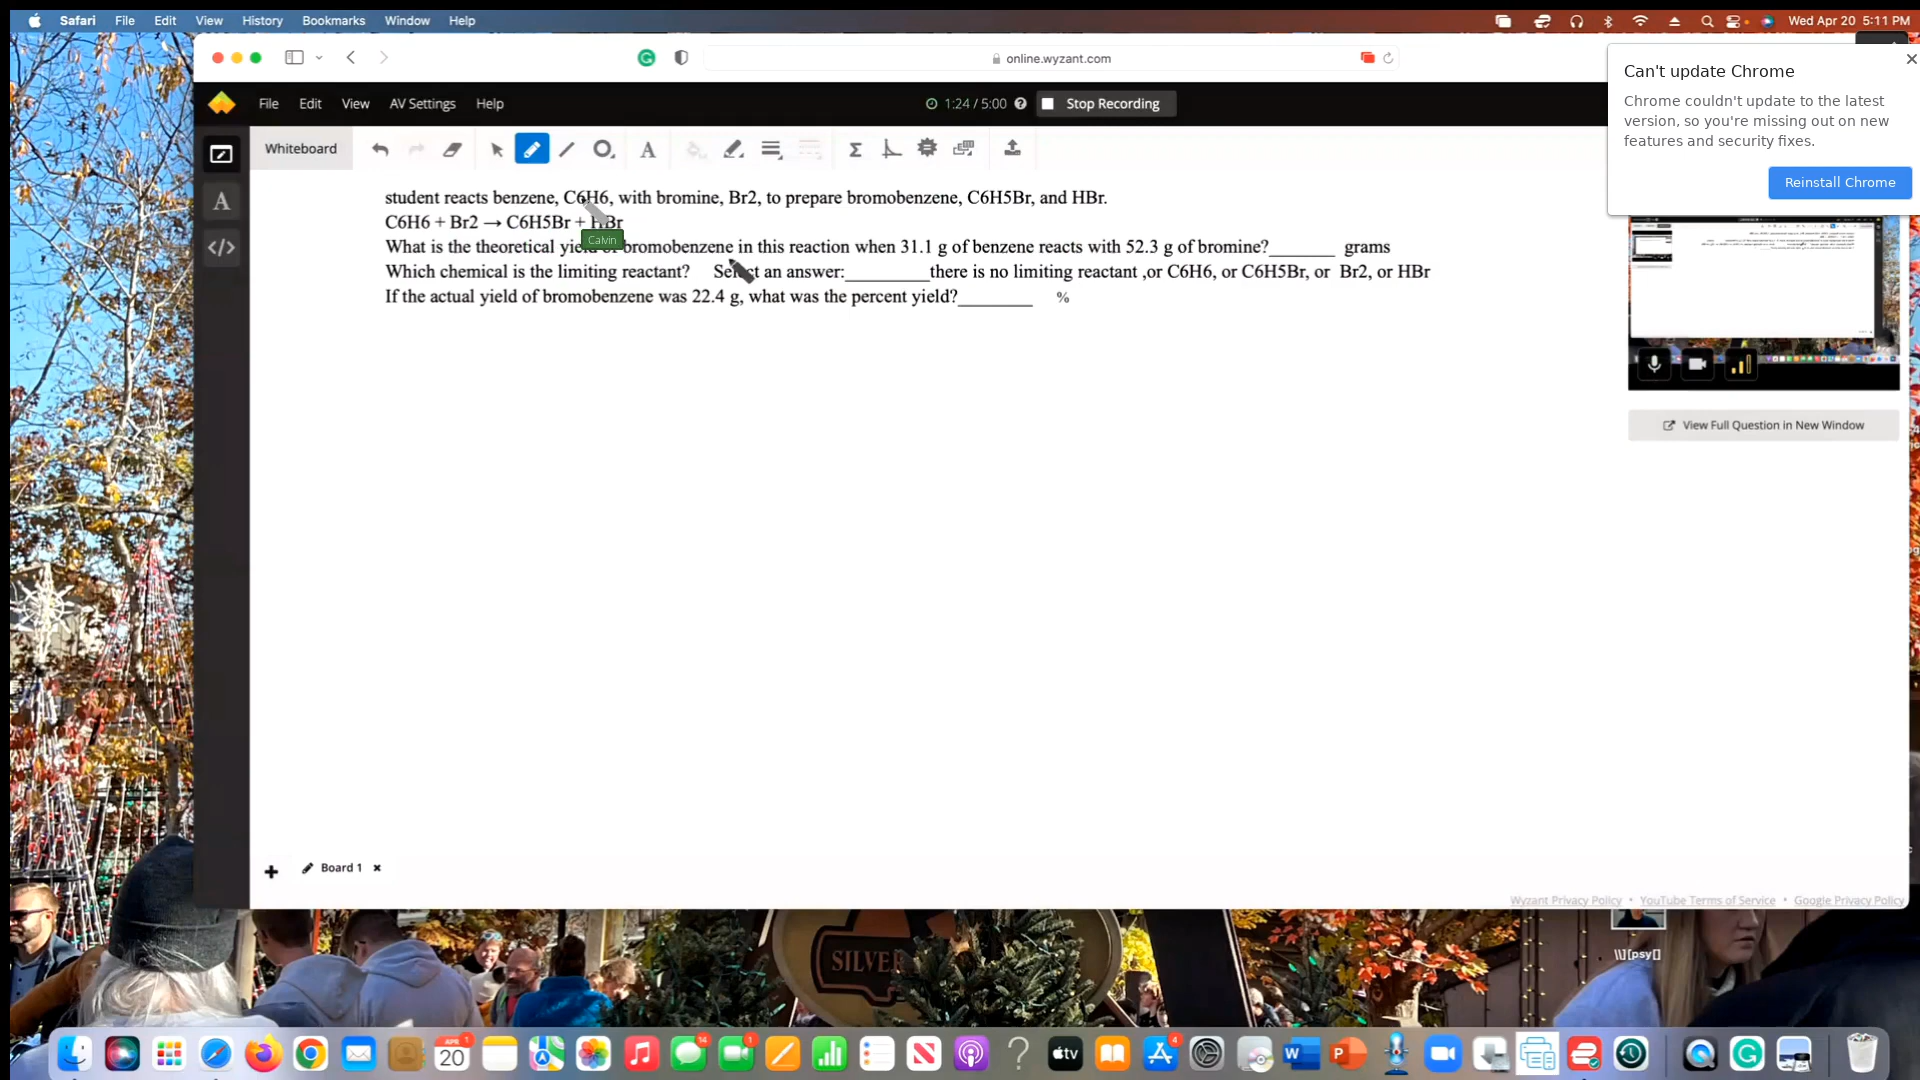 Safari File Edit View History Bookmarks Window Help Wed Apr 20 5:11 PM
online.wyzant.com
Can't update Chrome
Chrome couldn't update to the latest
version, so you're missing out on new
features and security fixes.
Reinstall Chrome
File Edit View AV Settings Help 1:24 / 5:00 Stop Recording
Whiteboard
student reacts benzene, C6H6, with bromine, Br2, to prepare bromobenzene, C6H5Br, and HBr.
C6H6 + Br2 → C6H5Br + HBr
Calvin
What is the theoretical yield of bromobenzene in this reaction when 31.1 g of benzene reacts with 52.3 g of bromine?_______ grams
Which chemical is the limiting reactant? Select an answer:_________there is no limiting reactant ,or C6H6, or C6H5Br, or Br2, or HBr
If the actual yield of bromobenzene was 22.4 g, what was the percent yield?________ %
View Full Question in New Window
Board 1
Wyzant Privacy Policy • YouTube Terms of Service • Google Privacy Policy
SILVER
\\][psy[]
APR
20
14
1
4
tv
W
P